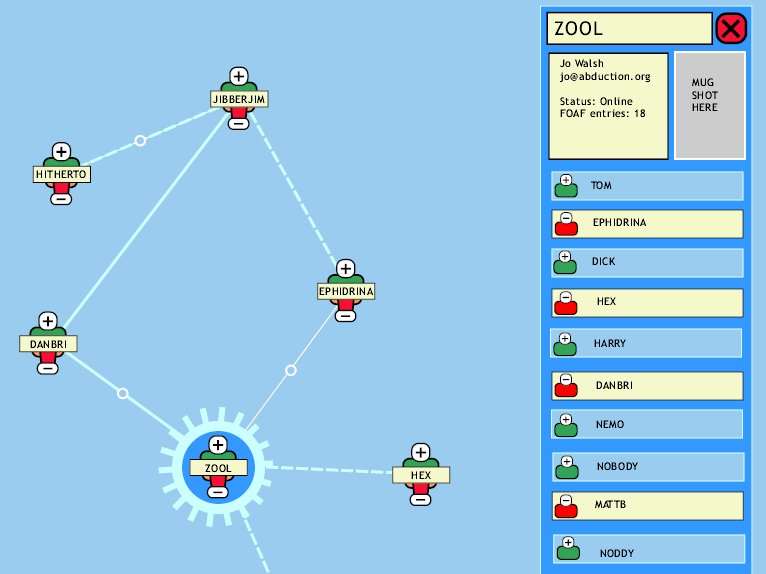 JIBBERJIM
HITHERTO
EPHIDRINA
DANBRI
ZOOL
HEX
ZOOL
Jo Walsh
jo@abduction.org
Status: Online
FOAF entries: 18
MUG
SHOT
HERE
TOM
EPHIDRINA
DICK
HEX
HARRY
DANBRI
NEMO
NOBODY
MATTB
NODDY